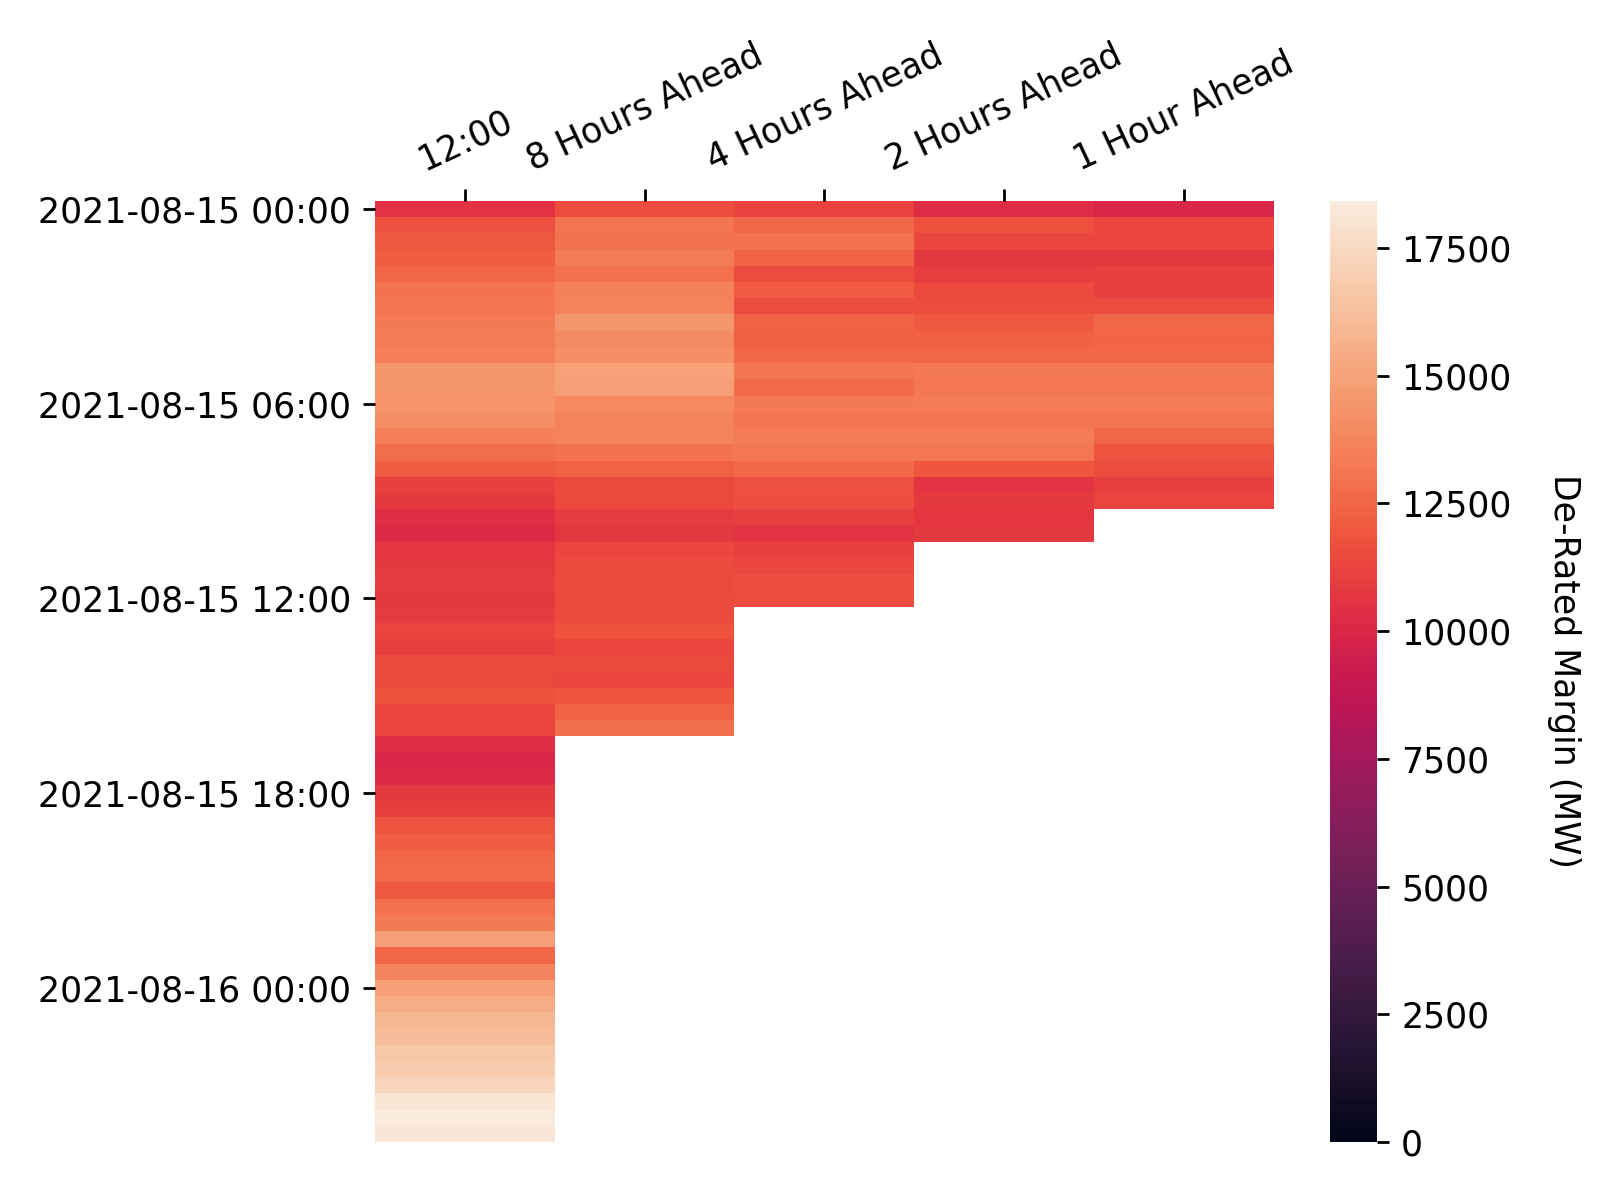 12:00
8 Hours Ahead
4 Hours Ahead
2 Hours Ahead
1 Hour Ahead
2021-08-15 00:00
2021-08-15 06:00
2021-08-15 12:00
2021-08-15 18:00
2021-08-16 00:00
17500
15000
12500
10000
7500
5000
2500
0
De-Rated Margin (MW)